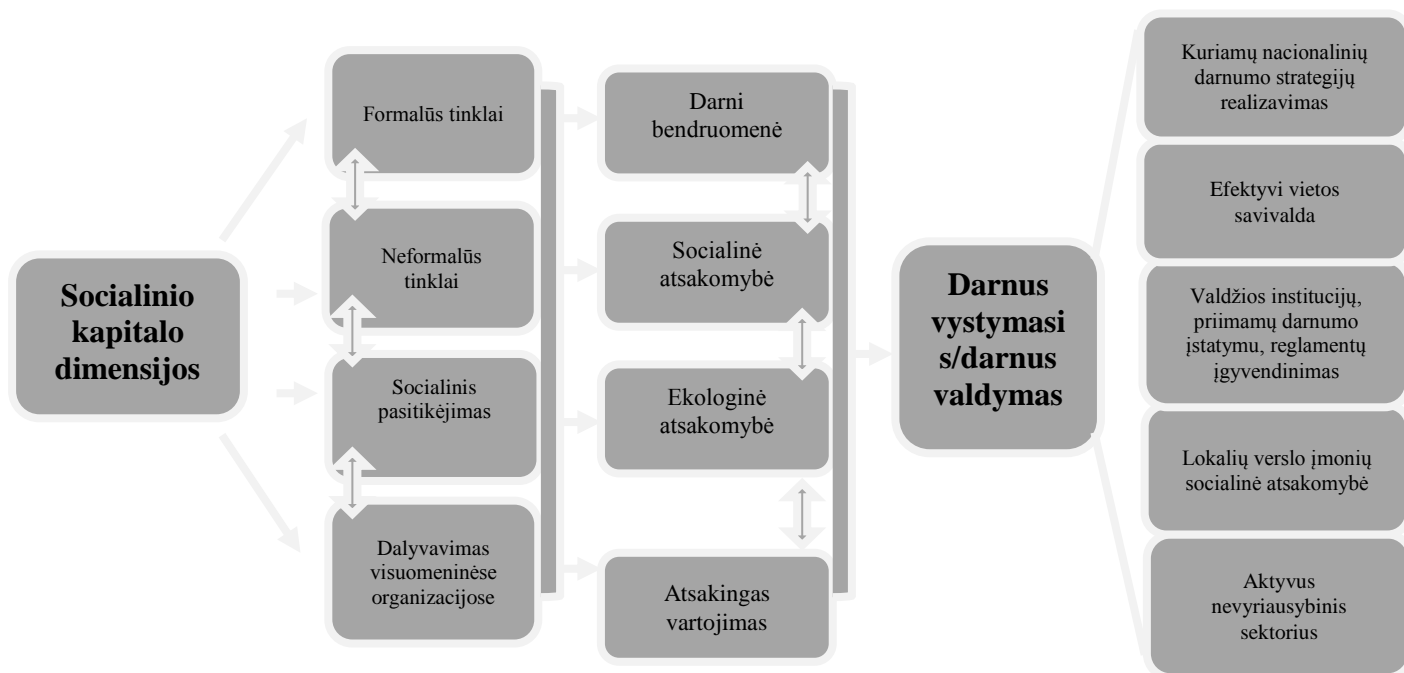 Socialinio
kapitalo
dimensijos
Formalūs tinklai
Neformalūs
tinklai
Socialinis
pasitikėjimas
Dalyvavimas
visuomeninėse
organizacijose
Darni
bendruomenė
Socialinė
atsakomybė
Ekologinė
atsakomybė
Atsakingas
vartojimas
Darnus
vystymasi
s/darnus
valdymas
Kuriamų nacionalinių
darnumo strategijų
realizavimas
Efektyvi vietos
savivalda
Valdžios institucijų,
priimamų darnumo
įstatymu, reglamentų
įgyvendinimas
Lokalių verslo įmonių
socialinė atsakomybė
Aktyvus
nevyriausybinis
sektorius